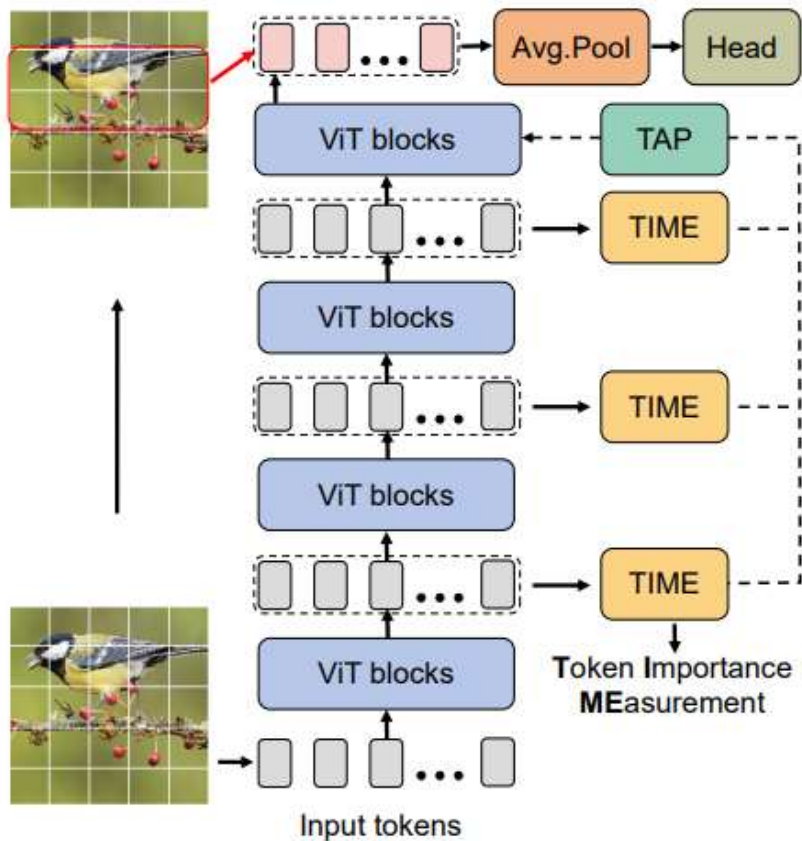 Avg.Pool
Head
ViT blocks
TAP
TIME
ViT blocks
TIME
ViT blocks
TIME
Token Importance
MEasurement
ViT blocks
Input tokens